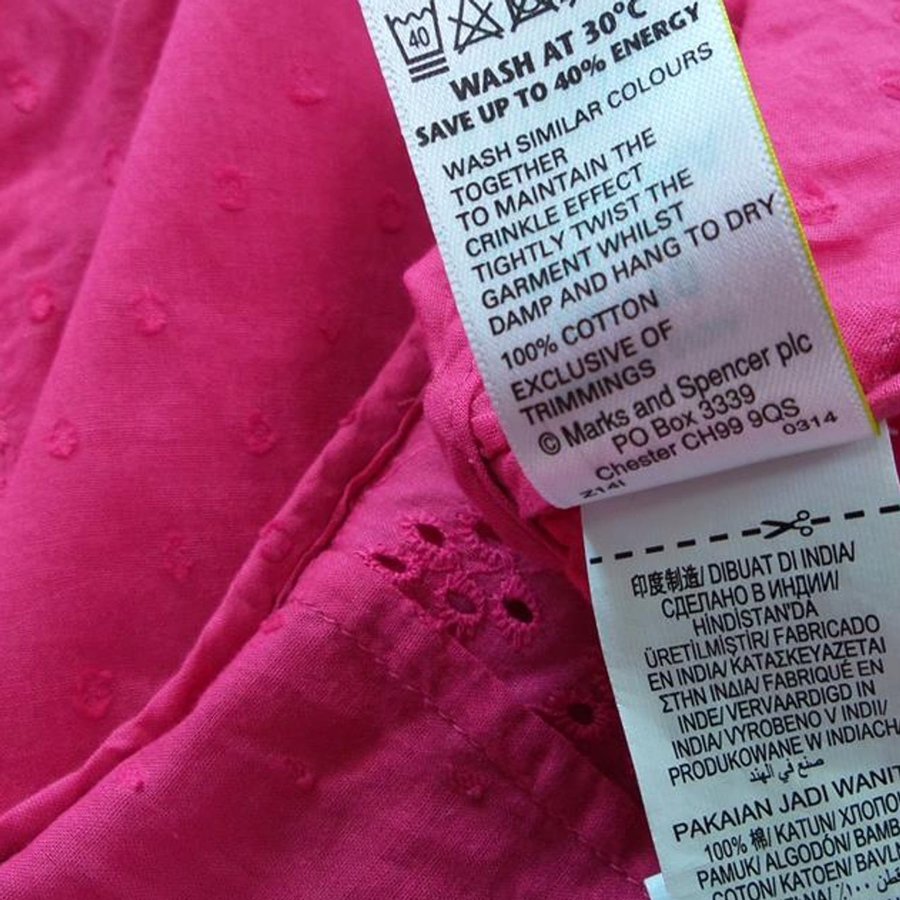 40
WASH AT 30°C
SAVE UP TO 40% ENERGY
WASH SIMILAR COLOURS
TOGETHER
TO MAINTAIN THE
CRINKLE EFFECT
TIGHTLY TWIST THE
GARMENT WHILST
DAMP AND HANG TO DRY
100% COTTON
EXCLUSIVE OF
TRIMMINGS
© Marks and Spencer plc
PO Box 3339
Chester CH99 9QS
Z14I 0314
印度制造/ DIBUAT DI INDIA/
СДЕЛАНО В ИНДИИ/
HİNDİSTAN'DA
ÜRETİLMİŞTİR/ FABRICADO
EN INDIA/ ΚΑΤΑΣΚΕΥΑΖΕΤΑΙ
ΣΤΗΝ ΙΝΔΙΑ/ FABRIQUÉ EN
INDE/ VERVAARDIGD IN
INDIA/ VYROBENO V INDII/
PRODUKOWANE W INDIACH/
صنع في الهند
PAKAIAN JADI
100% 棉/ KATUN/
PAMUK/ ALGODÓN/
COTON/ KATOEN/